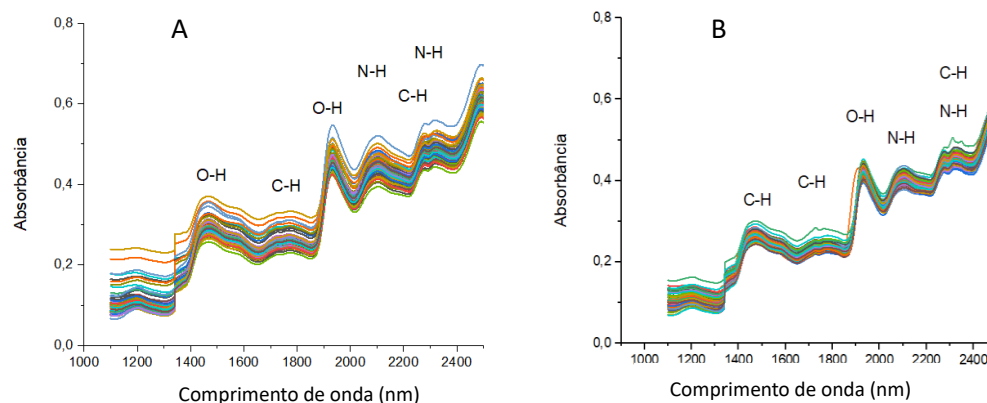 A
0,8
0,6
0,4
0,2
0,0
Absorbância
O-H
C-H
O-H
N-H
C-H
N-H
1000 1200 1400 1600 1800 2000 2200 2400
Comprimento de onda (nm)
B
0,8
0,6
0,4
0,2
0,0
Absorbância
C-H
C-H
O-H
N-H
C-H
N-H
1000 1200 1400 1600 1800 2000 2200 2400
Comprimento de onda (nm)